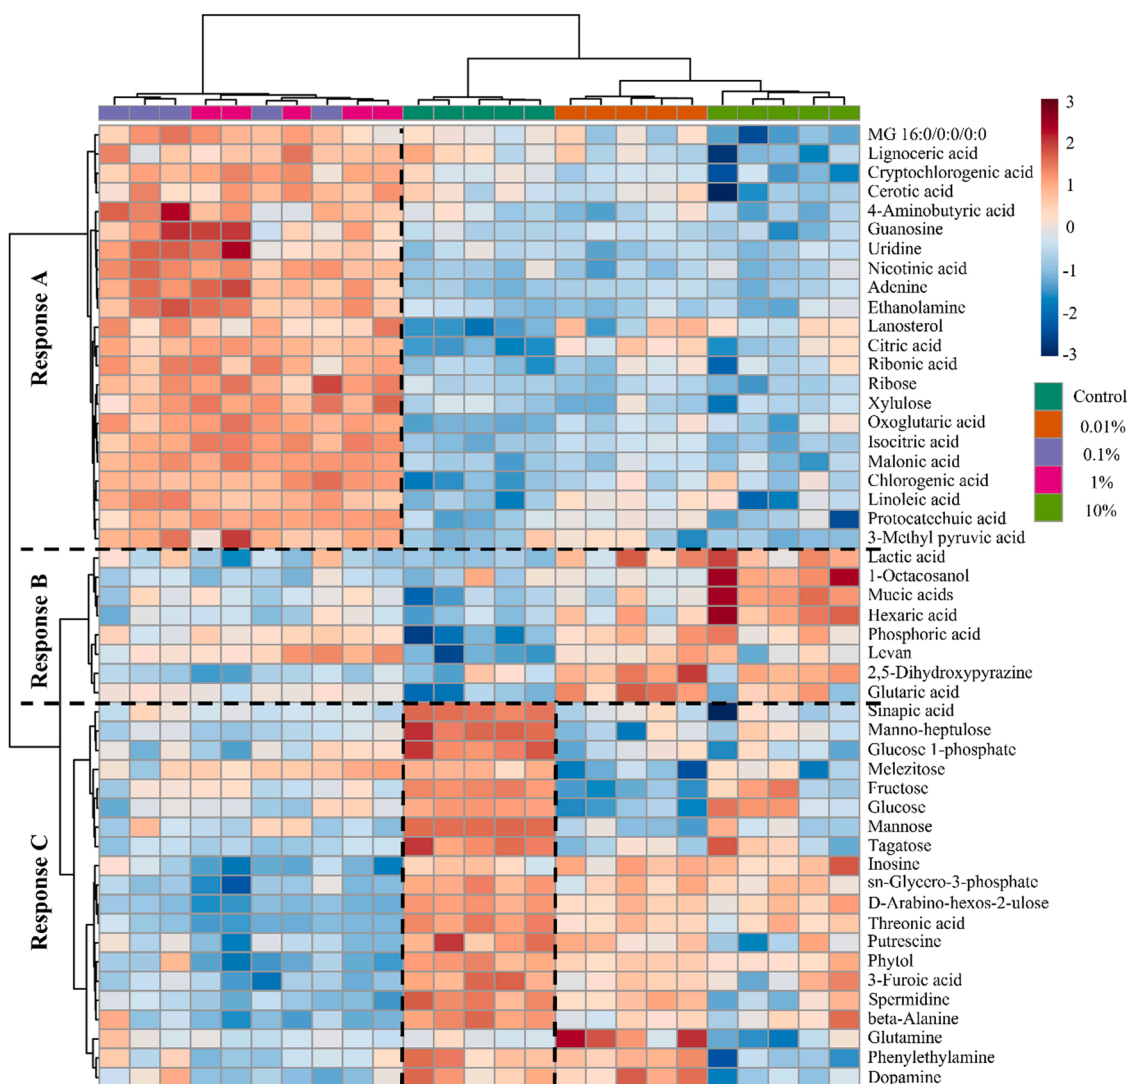 MG 16:0/0:0/0:0
Lignoceric acid
Cryptochlorogenic acid
Cerotic acid
4-Aminobutyric acid
Guanosine
Uridine
Nicotinic acid
Adenine
Ethanolamine
Lanosterol
Citric acid
Ribonic acid
Ribose
Xylulose
Oxoglutaric acid
Isocitric acid
Malonic acid
Chlorogenic acid
Linoleic acid
Protocatechuic acid
3-Methyl pyruvic acid
Lactic acid
1-Octacosanol
Mucic acids
Hexaric acid
Phosphoric acid
Levan
2,5-Dihydroxypyrazine
Glutaric acid
Sinapic acid
Manno-heptulose
Glucose 1-phosphate
Melezitose
Fructose
Glucose
Mannose
Tagatose
Inosine
sn-Glycero-3-phosphate
D-Arabino-hexos-2-ulose
Threonic acid
Putrescine
Phytol
3-Furoic acid
Spermidine
beta-Alanine
Glutamine
Phenylethylamine
Dopamine
Response A
Response B
Response C
3
2
1
0
-1
-2
-3
Control
0.01%
0.1%
1%
10%